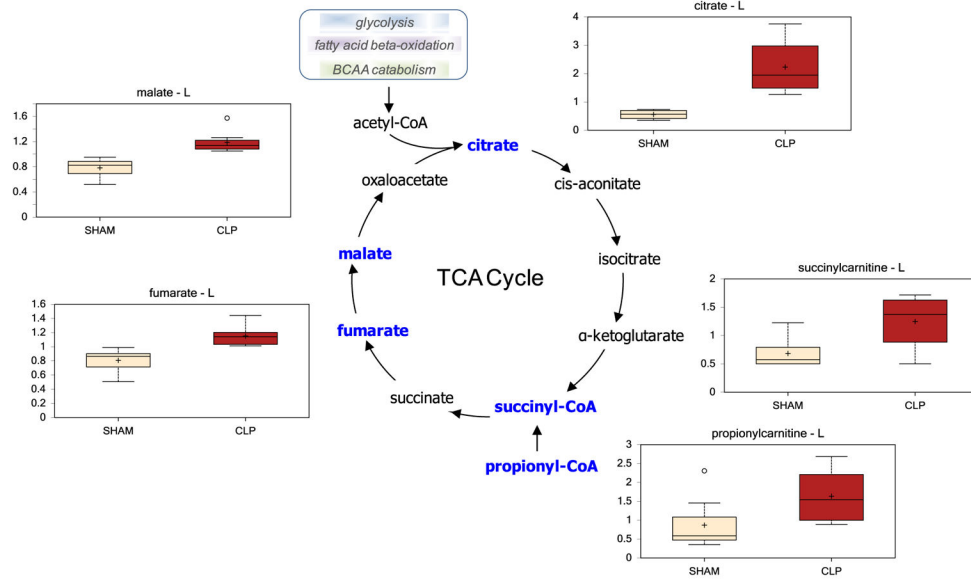 glycolysis
fatty acid beta-oxidation
BCAA catabolism
acetyl-CoA
citrate
cis-aconitate
isocitrate
α-ketoglutarate
succinyl-CoA
propionyl-CoA
succinate
fumarate
malate
oxaloacetate
TCA Cycle
citrate - L
4
3
2
1
0
SHAM CLP
malate - L
1.6
1.2
0.8
0.4
0
SHAM CLP
fumarate - L
1.6
1.4
1.2
1
0.8
0.6
0.4
0.2
0
SHAM CLP
succinylcarnitine - L
2
1.5
1
0.5
0
SHAM CLP
propionylcarnitine - L
3
2.5
2
1.5
1
0.5
0
SHAM CLP